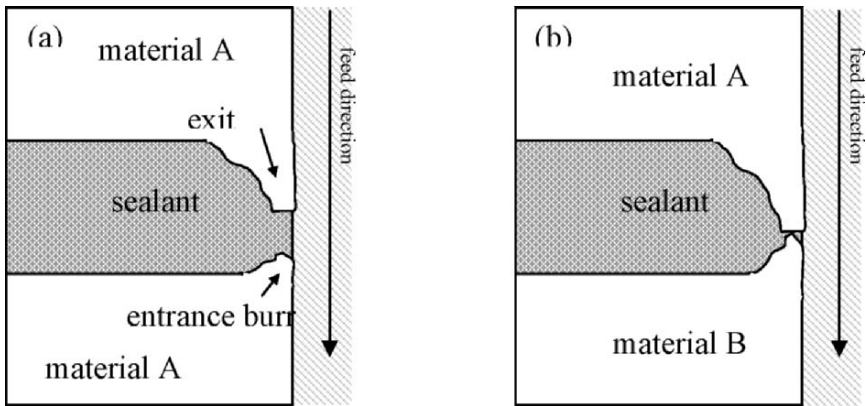 (a)
material A
feed direction
exit
sealant
entrance burr
material A
(b)
material A
feed direction
sealant
material B